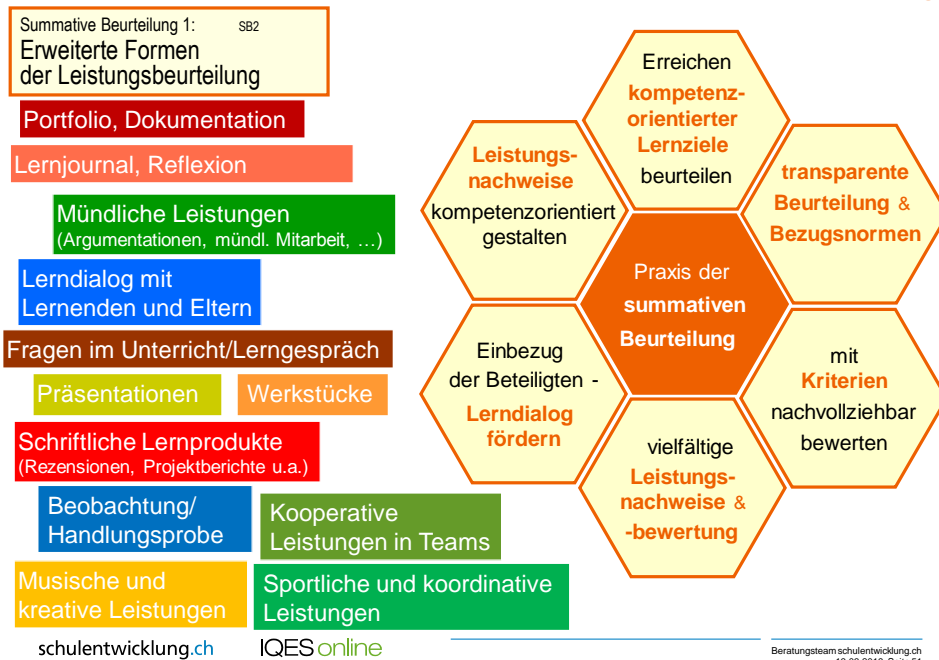 Summative Beurteilung 1: SB2
Erweiterte Formen
der Leistungsbeurteilung
Portfolio, Dokumentation
Lernjournal, Reflexion
Mündliche Leistungen
(Argumentationen, mündl. Mitarbeit, …)
Lerndialog mit
Lernenden und Eltern
Fragen im Unterricht/Lerngespräch
Präsentationen
Werkstücke
Schriftliche Lernprodukte
(Rezensionen, Projektberichte u.a.)
Beobachtung/
Handlungsprobe
Kooperative
Leistungen in Teams
Musische und
kreative Leistungen
Sportliche und koordinative
Leistungen
Erreichen
kompetenz-
orientierter
Lernziele
beurteilen
Leistungs-
nachweise
kompetenzorientiert
gestalten
transparente
Beurteilung &
Bezugsnormen
Praxis der
summativen
Beurteilung
Einbezug
der Beteiligten -
Lerndialog
fördern
mit
Kriterien
nachvollziehbar
bewerten
vielfältige
Leistungs-
nachweise &
-bewertung
schulentwicklung.ch
IQES online
Beratungsteam schulentwicklung.ch